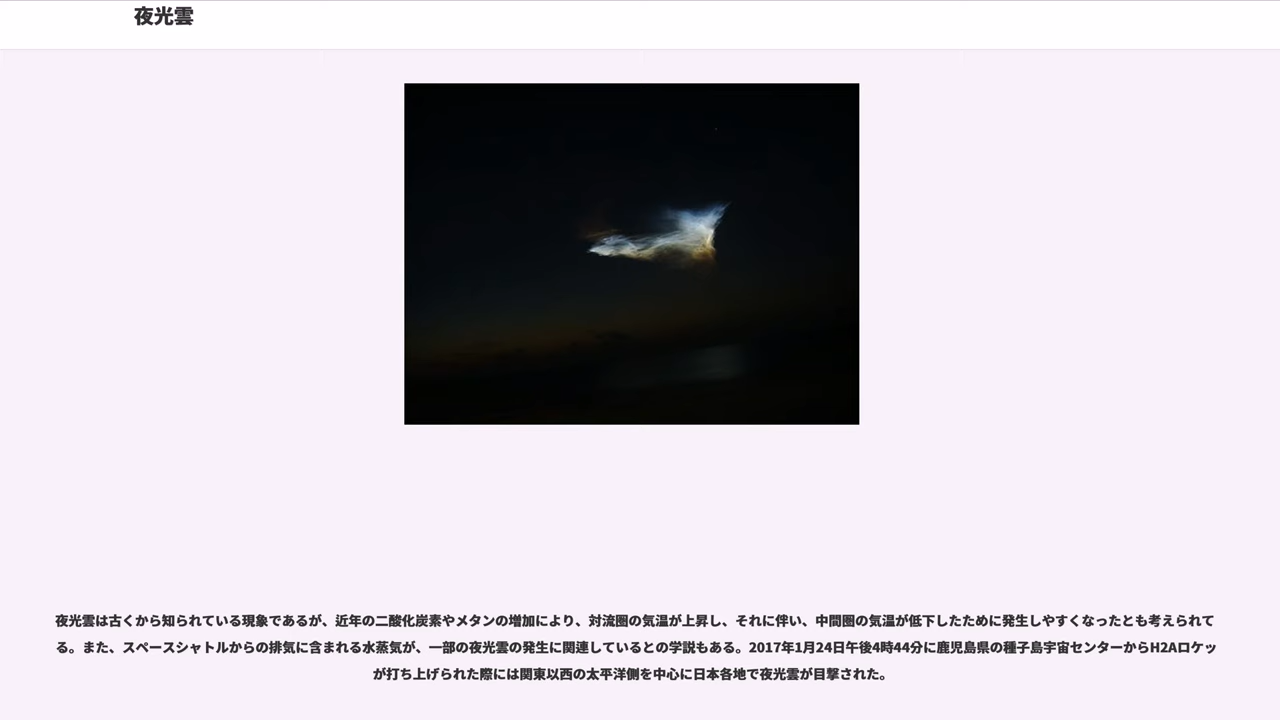 夜光雲
夜光雲は古くから知られている現象であるが、近年の二酸化炭素やメタンの増加により、対流圏の気温が上昇し、それに伴い、中間圏の気温が低下したために発生しやすくなったとも考えられて
る。また、スペースシャトルからの排気に含まれる水蒸気が、一部の夜光雲の発生に関連しているとの学説もある。2017年1月24日午後4時44分に鹿児島県の種子島宇宙センターからH2Aロケッ
が打ち上げられた際には関東以西の太平洋側を中心に日本各地で夜光雲が目撃された。